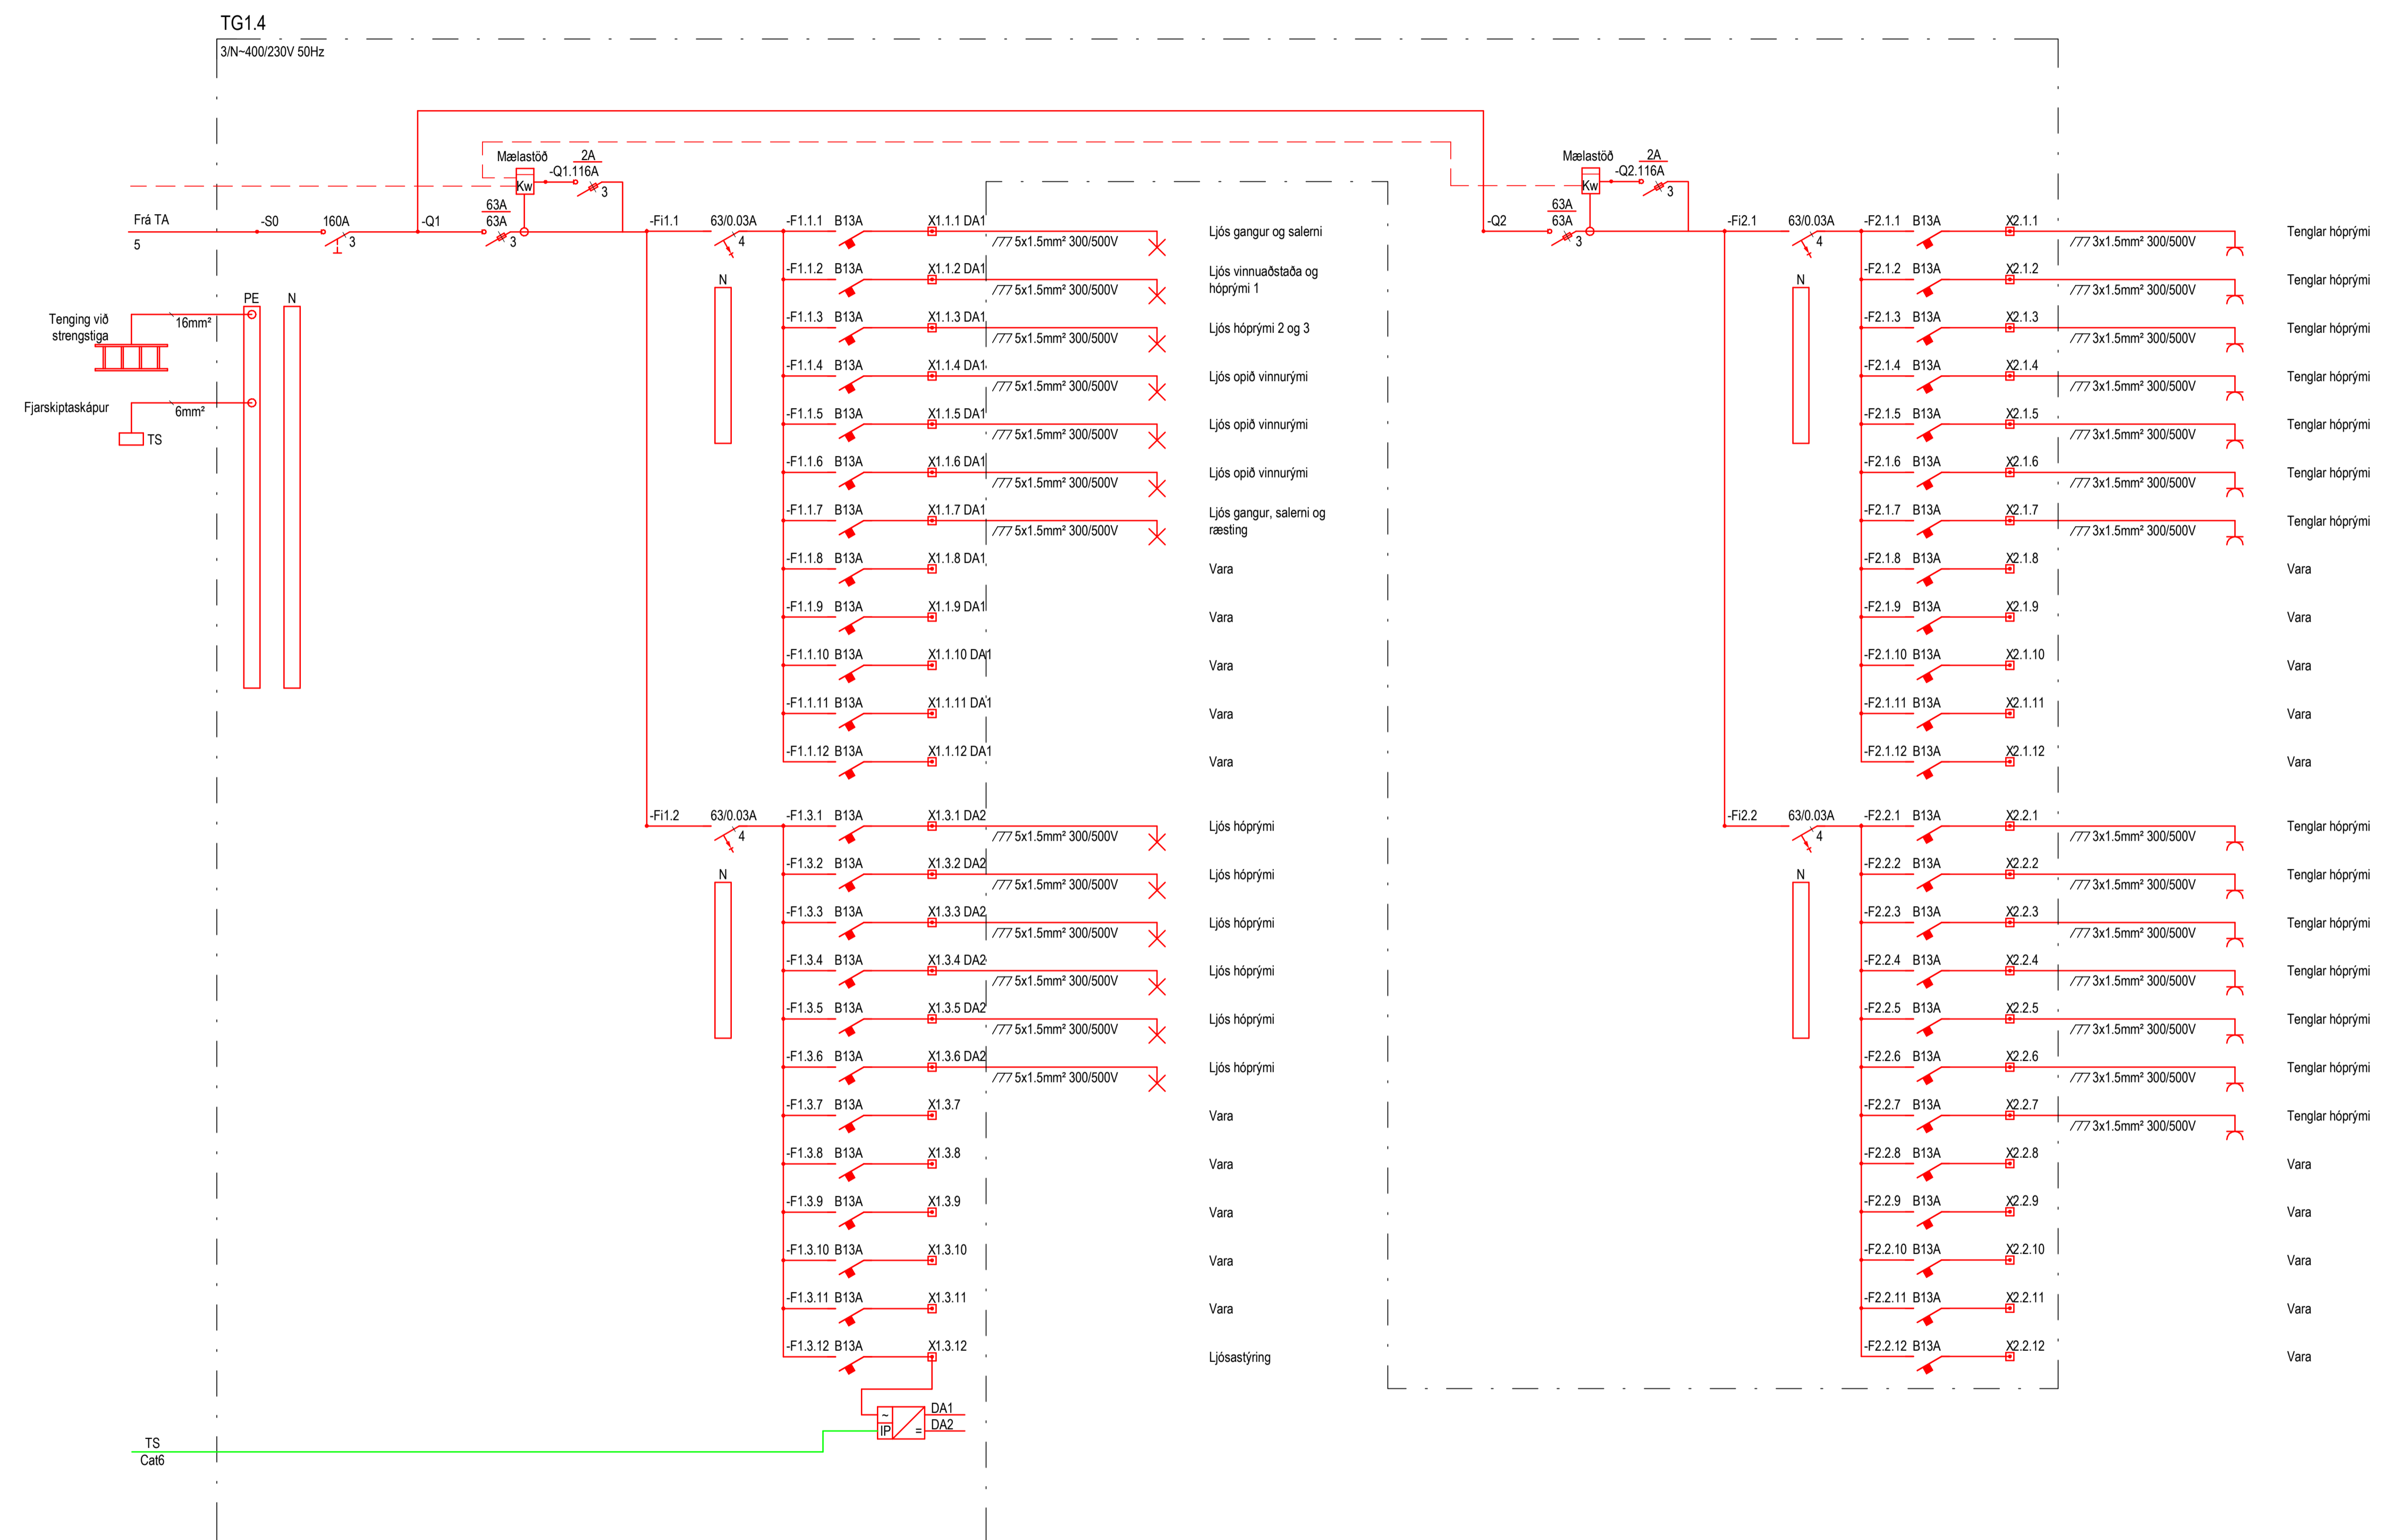 TG1.4
3/N~400/230V 50Hz
Mælastöð
2A
-Q1.116A
Kw
3
Frá TA
5
-S0
160A
3
-Q1
63A
63A
3
Tenging við
strengstiga
16mm²
PE
N
Fjarskiptaskápur
6mm²
TS
-Fi1.1
63/0.03A
4
N
-F1.1.1 B13A X1.1.1 DA1
5x1.5mm² 300/500V
Ljós gangur og salerni
-F1.1.2 B13A X1.1.2 DA1
5x1.5mm² 300/500V
Ljós vinnuaðstaða og
hóprými 1
-F1.1.3 B13A X1.1.3 DA1
5x1.5mm² 300/500V
Ljós hóprými 2 og 3
-F1.1.4 B13A X1.1.4 DA1
5x1.5mm² 300/500V
Ljós opið vinnurými
-F1.1.5 B13A X1.1.5 DA1
5x1.5mm² 300/500V
Ljós opið vinnurými
-F1.1.6 B13A X1.1.6 DA1
5x1.5mm² 300/500V
Ljós opið vinnurými
-F1.1.7 B13A X1.1.7 DA1
5x1.5mm² 300/500V
Ljós gangur, salerni og
ræsting
-F1.1.8 B13A X1.1.8 DA1
Vara
-F1.1.9 B13A X1.1.9 DA1
Vara
-F1.1.10 B13A X1.1.10 DA1
Vara
-F1.1.11 B13A X1.1.11 DA1
Vara
-F1.1.12 B13A X1.1.12 DA1
Vara
-Fi1.2
63/0.03A
4
N
-F1.3.1 B13A X1.3.1 DA2
5x1.5mm² 300/500V
Ljós hóprými
-F1.3.2 B13A X1.3.2 DA2
5x1.5mm² 300/500V
Ljós hóprými
-F1.3.3 B13A X1.3.3 DA2
5x1.5mm² 300/500V
Ljós hóprými
-F1.3.4 B13A X1.3.4 DA2
5x1.5mm² 300/500V
Ljós hóprými
-F1.3.5 B13A X1.3.5 DA2
5x1.5mm² 300/500V
Ljós hóprými
-F1.3.6 B13A X1.3.6 DA2
5x1.5mm² 300/500V
Ljós hóprými
-F1.3.7 B13A X1.3.7
Vara
-F1.3.8 B13A X1.3.8
Vara
-F1.3.9 B13A X1.3.9
Vara
-F1.3.10 B13A X1.3.10
Vara
-F1.3.11 B13A X1.3.11
Vara
-F1.3.12 B13A X1.3.12
Ljósastýring
~
IP
=
DA1
DA2
TS
Cat6
Mælastöð
2A
-Q2.116A
Kw
3
-Q2
63A
63A
3
-Fi2.1
63/0.03A
4
N
-F2.1.1 B13A X2.1.1
3x1.5mm² 300/500V
Tenglar hóprými
-F2.1.2 B13A X2.1.2
3x1.5mm² 300/500V
Tenglar hóprými
-F2.1.3 B13A X2.1.3
3x1.5mm² 300/500V
Tenglar hóprými
-F2.1.4 B13A X2.1.4
3x1.5mm² 300/500V
Tenglar hóprými
-F2.1.5 B13A X2.1.5
3x1.5mm² 300/500V
Tenglar hóprými
-F2.1.6 B13A X2.1.6
3x1.5mm² 300/500V
Tenglar hóprými
-F2.1.7 B13A X2.1.7
3x1.5mm² 300/500V
Tenglar hóprými
-F2.1.8 B13A X2.1.8
Vara
-F2.1.9 B13A X2.1.9
Vara
-F2.1.10 B13A X2.1.10
Vara
-F2.1.11 B13A X2.1.11
Vara
-F2.1.12 B13A X2.1.12
Vara
-Fi2.2
63/0.03A
4
N
-F2.2.1 B13A X2.2.1
3x1.5mm² 300/500V
Tenglar hóprými
-F2.2.2 B13A X2.2.2
3x1.5mm² 300/500V
Tenglar hóprými
-F2.2.3 B13A X2.2.3
3x1.5mm² 300/500V
Tenglar hóprými
-F2.2.4 B13A X2.2.4
3x1.5mm² 300/500V
Tenglar hóprými
-F2.2.5 B13A X2.2.5
3x1.5mm² 300/500V
Tenglar hóprými
-F2.2.6 B13A X2.2.6
3x1.5mm² 300/500V
Tenglar hóprými
-F2.2.7 B13A X2.2.7
3x1.5mm² 300/500V
Tenglar hóprými
-F2.2.8 B13A X2.2.8
Vara
-F2.2.9 B13A X2.2.9
Vara
-F2.2.10 B13A X2.2.10
Vara
-F2.2.11 B13A X2.2.11
Vara
-F2.2.12 B13A X2.2.12
Vara